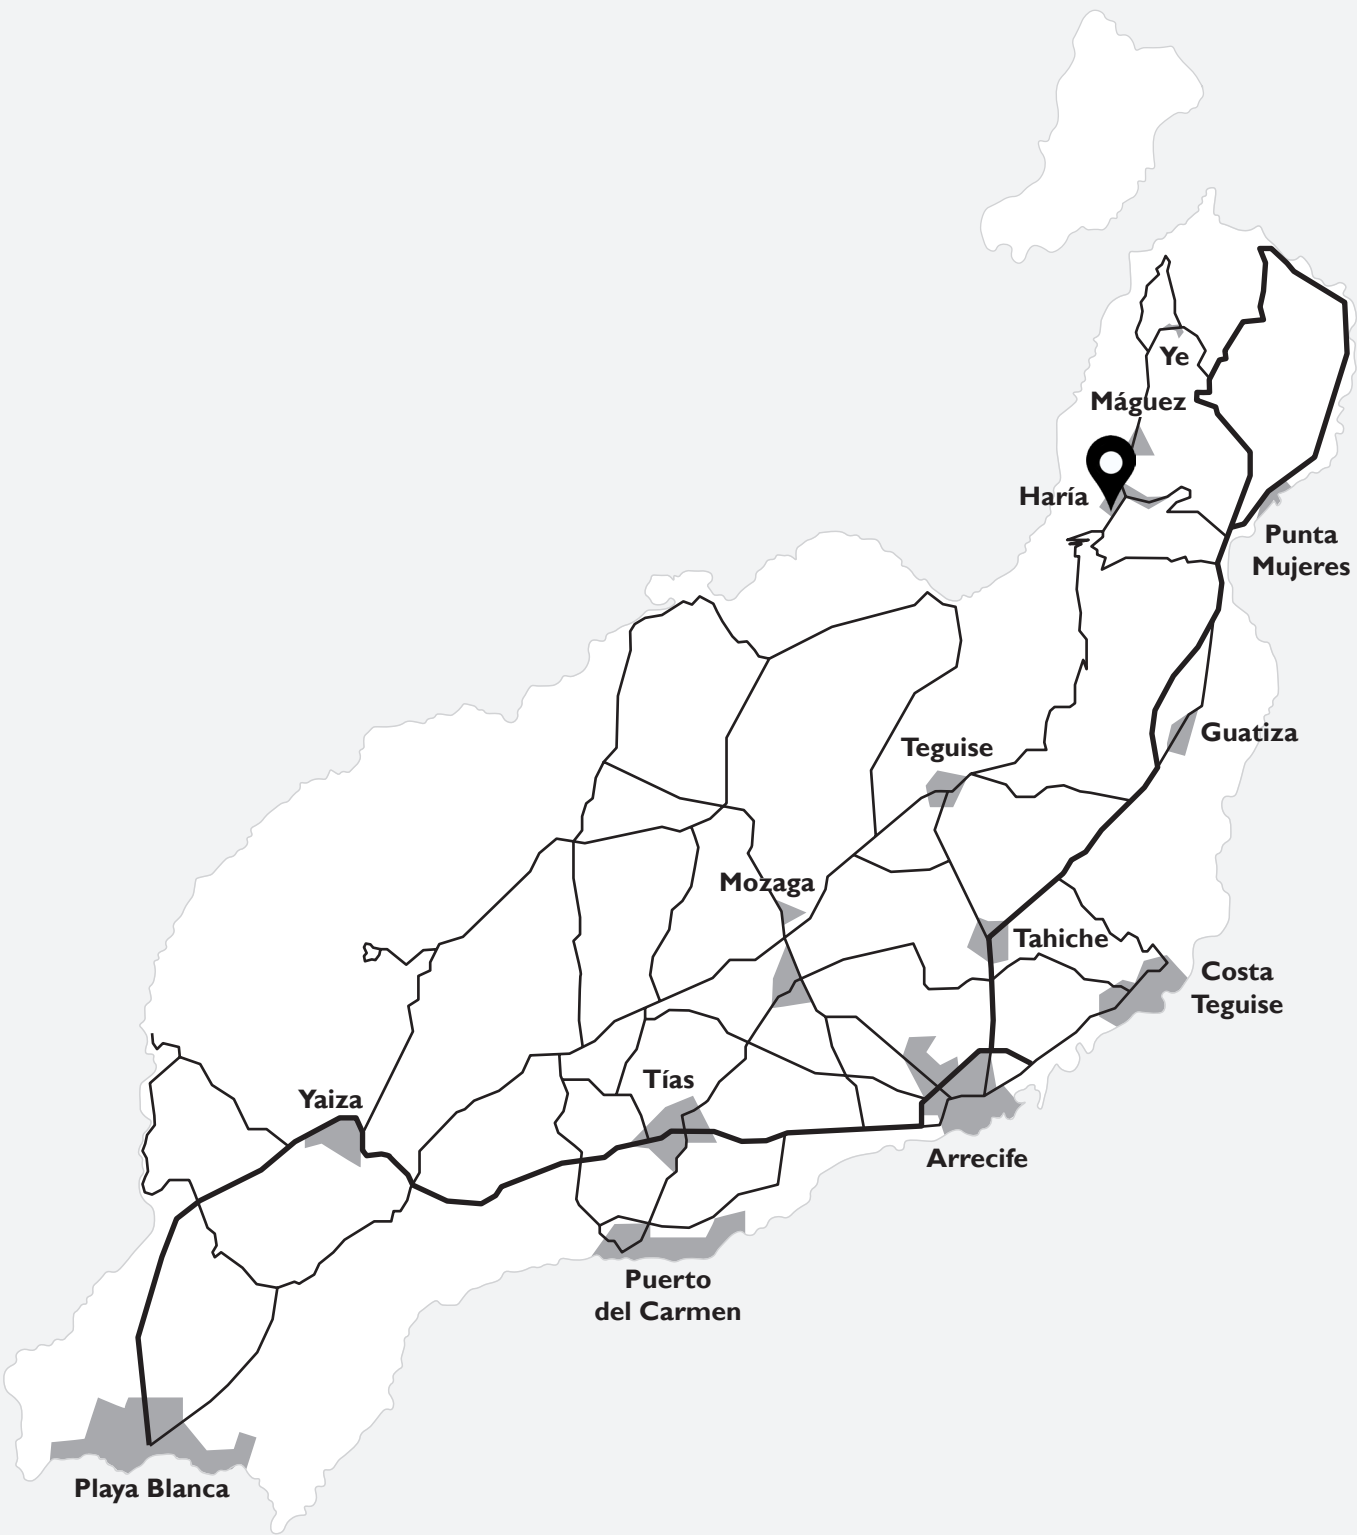 Ye
Máguez
Haría
Punta
Mujeres
Guatiza
Teguise
Mozaga
Tahiche
Costa
Teguise
Yaiza
Tías
Arrecife
Puerto
del Carmen
Playa Blanca